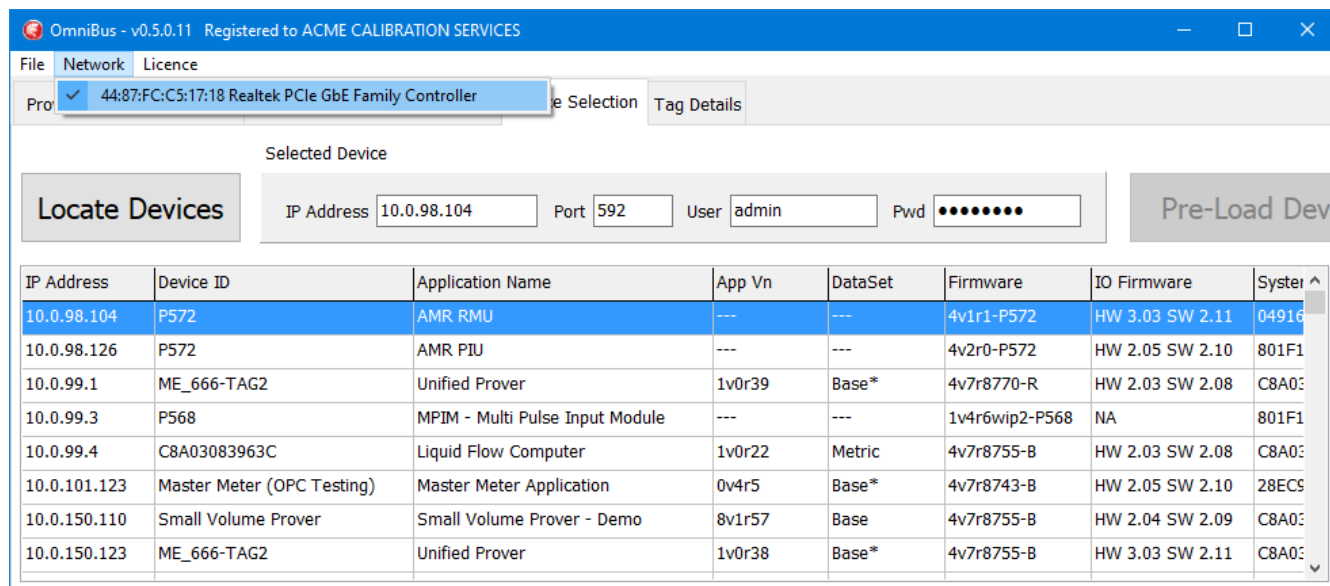 OmniBus - v0.5.0.11 Registered to ACME CALIBRATION SERVICES
File Network Licence
44:87:FC:C5:17:18 Realtek PCIe GbE Family Controller
Selection Tag Details
Selected Device
Locate Devices IP Address 10.0.98.104 Port 592 User admin Pwd ●●●●●●●● Pre-Load Dev
IP Address Device ID Application Name App Vn DataSet Firmware IO Firmware System
10.0.98.104 P572 AMR RMU --- --- 4v1r1-P572 HW 3.03 SW 2.11 04916
10.0.98.126 P572 AMR PIU --- --- 4v2r0-P572 HW 2.05 SW 2.10 801F1
10.0.99.1 ME_666-TAG2 Unified Prover 1v0r39 Base* 4v7r8770-R HW 2.03 SW 2.08 C8A03
10.0.99.3 P568 MPIM - Multi Pulse Input Module --- --- 1v4r6wip2-P568 NA 801F1
10.0.99.4 C8A03083963C Liquid Flow Computer 1v0r22 Metric 4v7r8755-B HW 2.03 SW 2.08 C8A03
10.0.101.123 Master Meter (OPC Testing) Master Meter Application 0v4r5 Base* 4v7r8743-B HW 2.05 SW 2.10 28EC9
10.0.150.110 Small Volume Prover Small Volume Prover - Demo 8v1r57 Base 4v7r8755-B HW 2.04 SW 2.09 C8A03
10.0.150.123 ME_666-TAG2 Unified Prover 1v0r38 Base* 4v7r8755-B HW 3.03 SW 2.11 C8A03